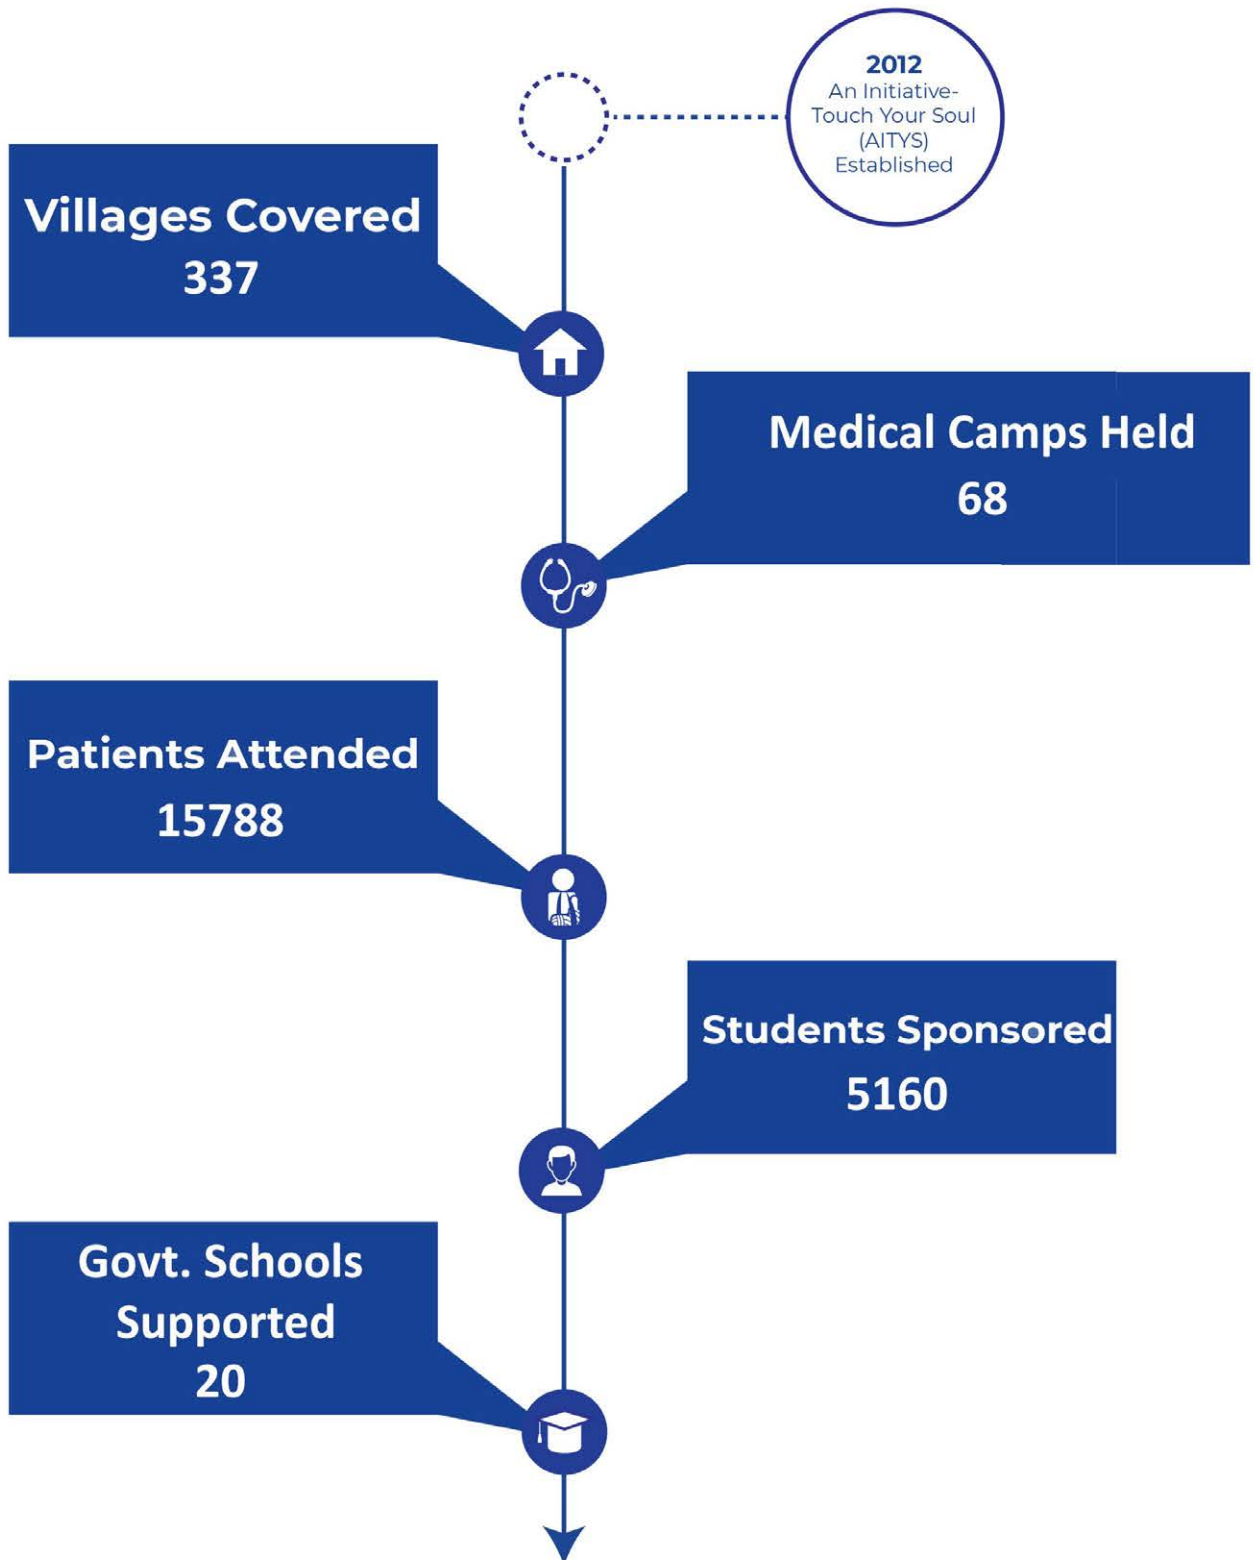 2012
An Initiative-
Touch Your Soul
(AITYS)
Established
Villages Covered
337
Medical Camps Held
68
Patients Attended
15788
Students Sponsored
5160
Govt. Schools
Supported
20